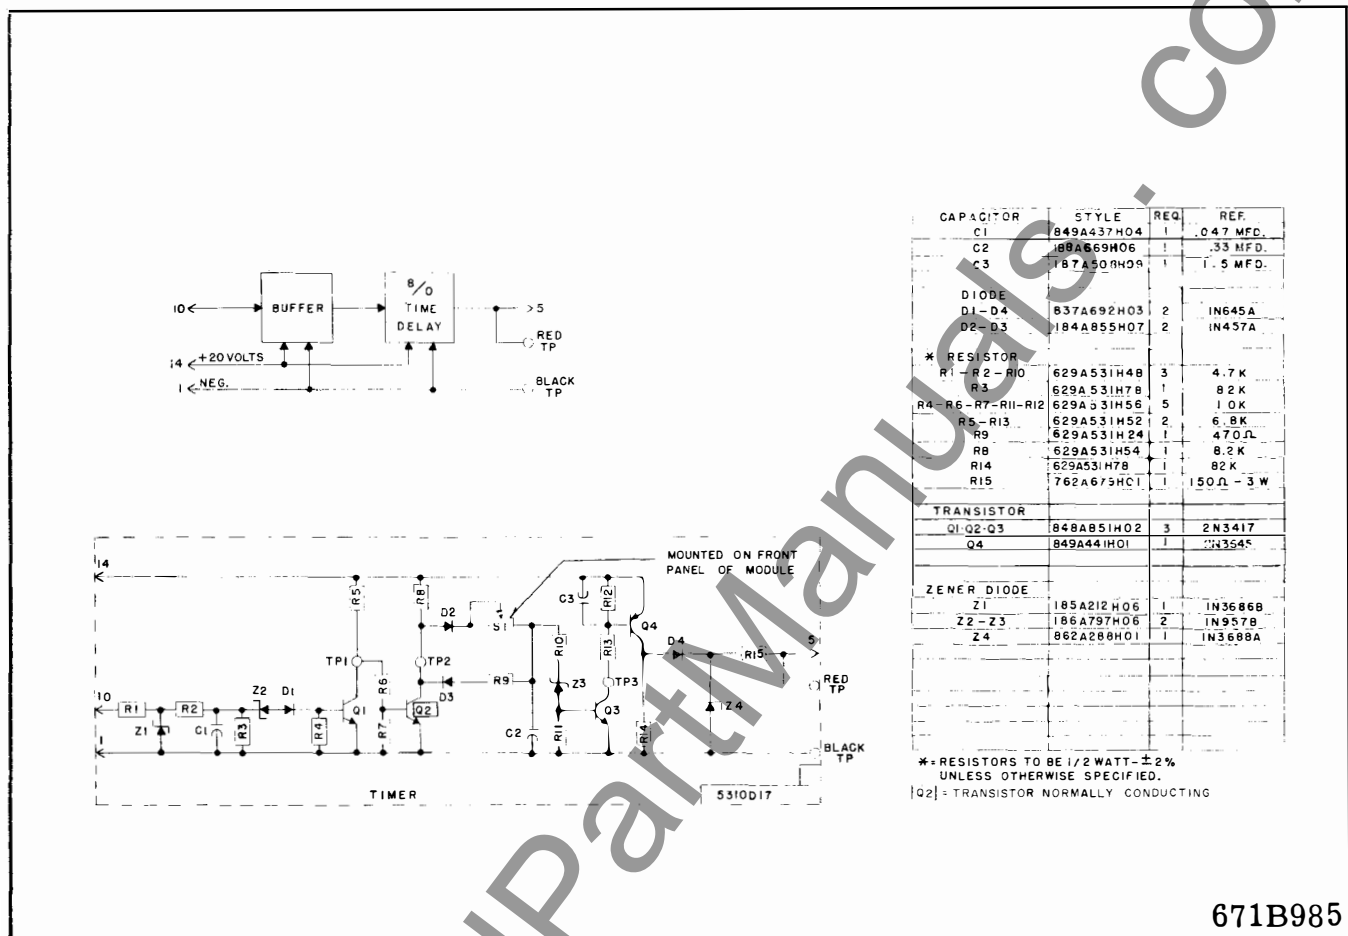 CAPACITOR STYLE REQ. REF.
C1 849A437H04 1 .047 MFD.
C2 188A669H06 1 .33 MFD.
C3 187A508H09 1 1.5 MFD.
DIODE
D1-D4 837A692H03 2 1N645A
D2-D3 184A855H07 2 1N457A
* RESISTOR
R1-R2-R10 629A531H48 3 4.7K
R3 629A531H78 1 82K
R4-R6-R7-R11-R12 629A531H56 5 10K
R5-R13 629A531H52 2 6.8K
R9 629A531H24 1 470Ω
R8 629A531H54 1 8.2K
R14 629A531H78 1 82K
R15 762A679H01 1 150Ω - 3 W
TRANSISTOR
Q1-Q2-Q3 848A851H02 3 2N3417
Q4 849A441H01 1 2N3645
ZENER DIODE
Z1 185A212H06 1 1N3686B
Z2-Z3 186A797H06 2 1N957B
Z4 862A288H01 1 1N3688A
*=RESISTORS TO BE 1/2 WATT-±2%
UNLESS OTHERWISE SPECIFIED.
Q2 = TRANSISTOR NORMALLY CONDUCTING
10 BUFFER 8/0 TIME DELAY 5
RED TP
14 +20 VOLTS
1 NEG. BLACK TP
MOUNTED ON FRONT
PANEL OF MODULE
14
R5 R8 D2 S1 C3 R12 Q4
TP1 TP2 R10 R13 D4 R15 5
R6 D3 R9 Z3 TP3 RED TP
10 R1 R2 Z2 D1 Q1 Q2 Q3 Z4
Z1 C1 R3 R4 R7 C2 R11 R14
1 BLACK TP
TIMER 5310D17
671B985